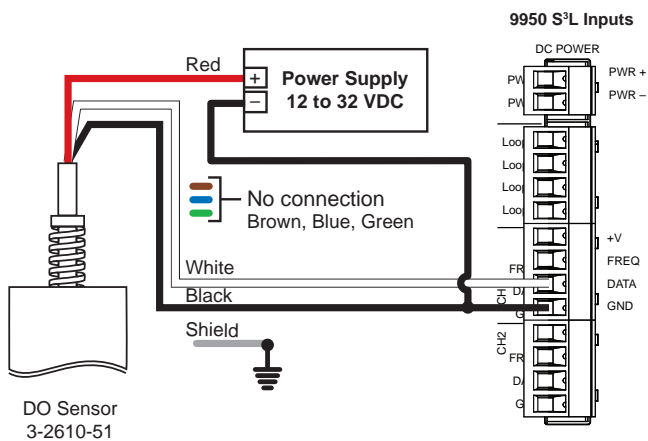 9950 S³L Inputs
DC POWER
PWR +
PWR –
Red
+
–
Power Supply
12 to 32 VDC
No connection
Brown, Blue, Green
White
Black
Shield
+V
FREQ
DATA
GND
CH
CH2
DO Sensor
3-2610-51